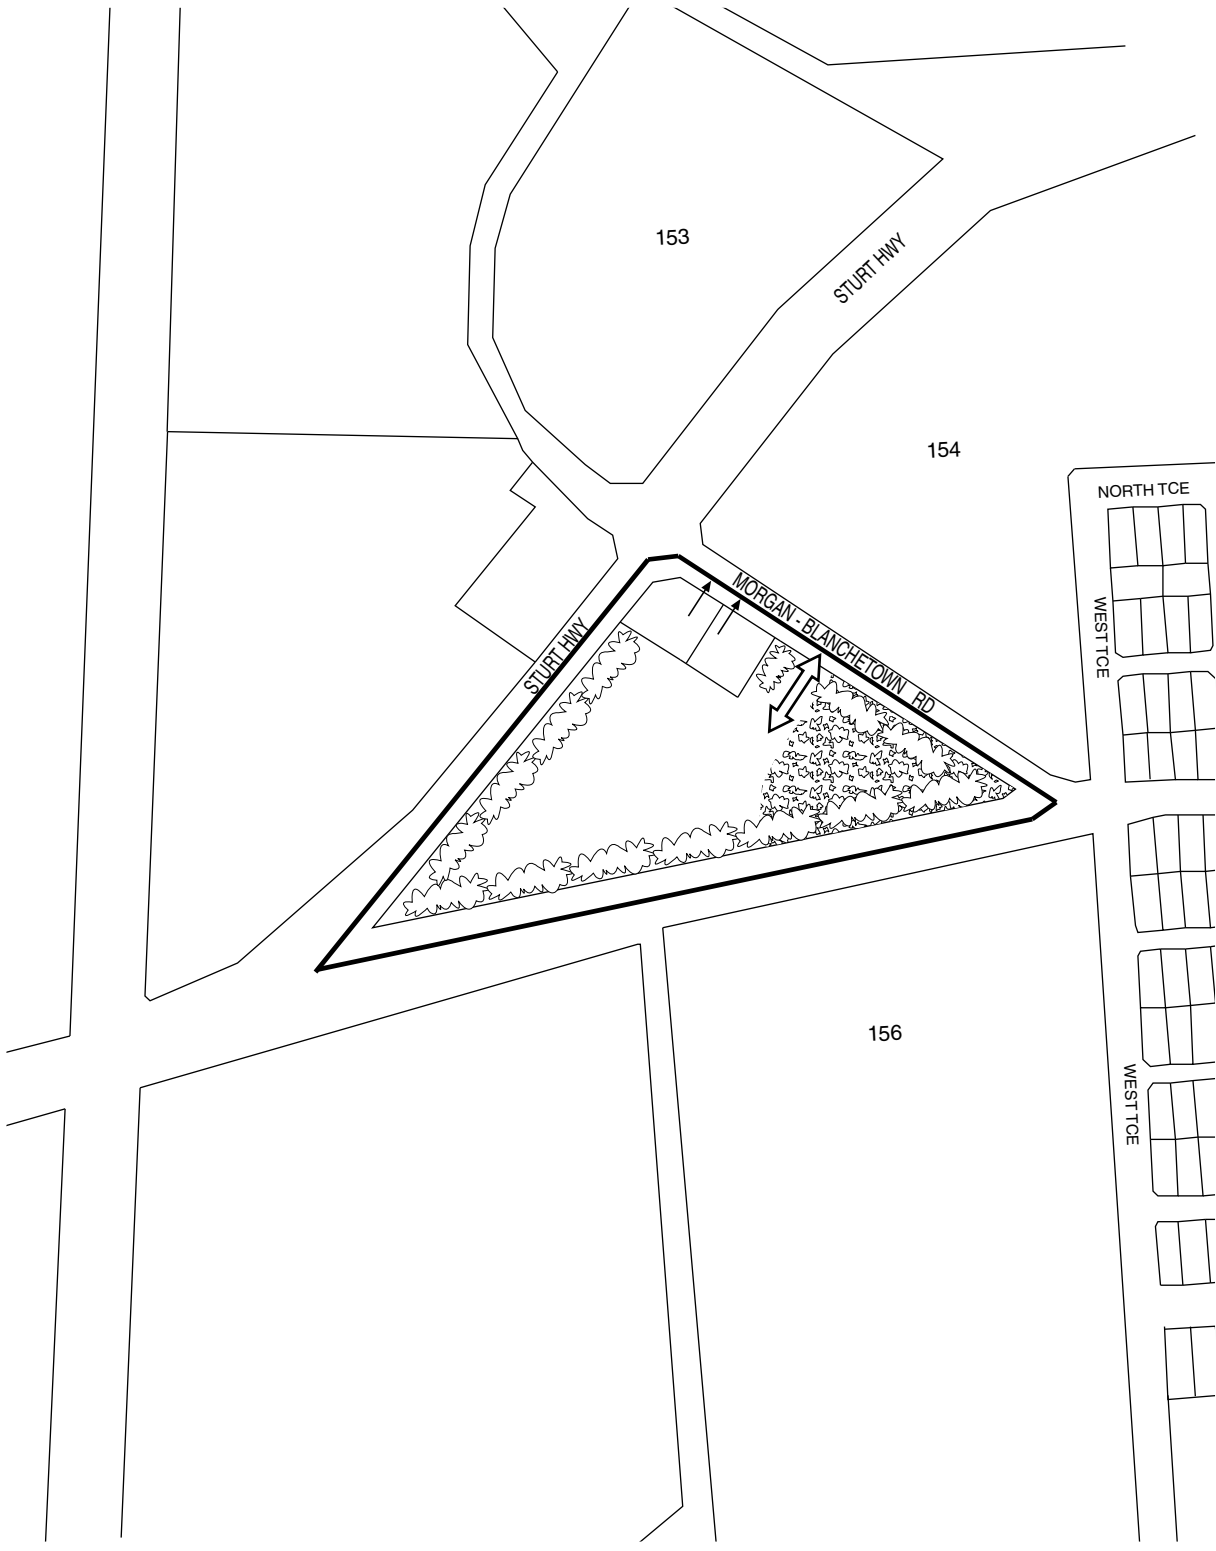 153
STURT HWY
154
NORTH TCE
WEST TCE
MORGAN - BLANCHETOWN RD
STURT HWY
156
WEST TCE